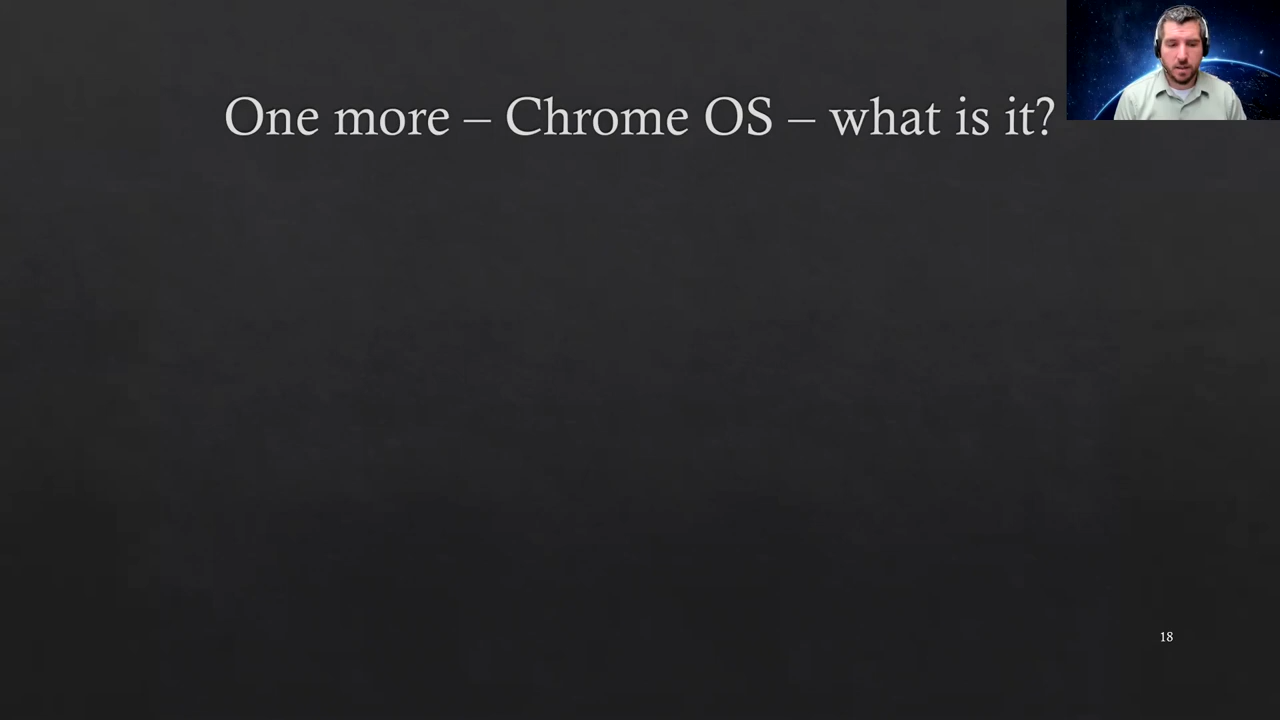 One more – Chrome OS – what is it?
18